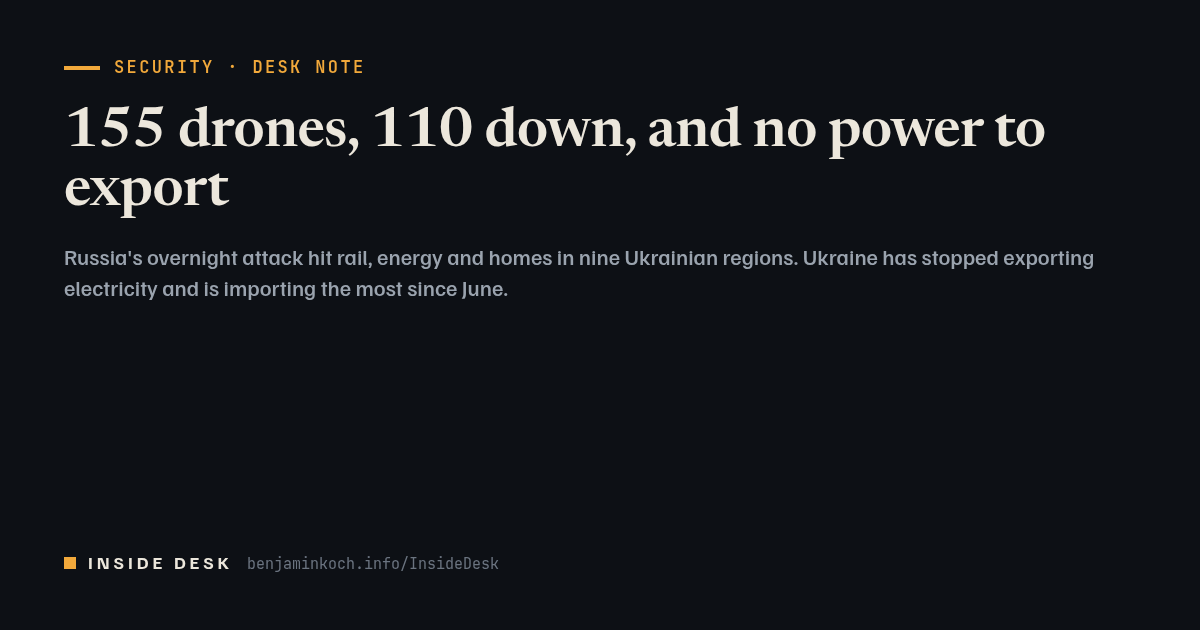 SECURITY · DESK NOTE
155 drones, 110 down, and no power to
export
Russia's overnight attack hit rail, energy and homes in nine Ukrainian regions. Ukraine has stopped exporting
electricity and is importing the most since June.
INSIDE DESK benjaminkoch.info/InsideDesk